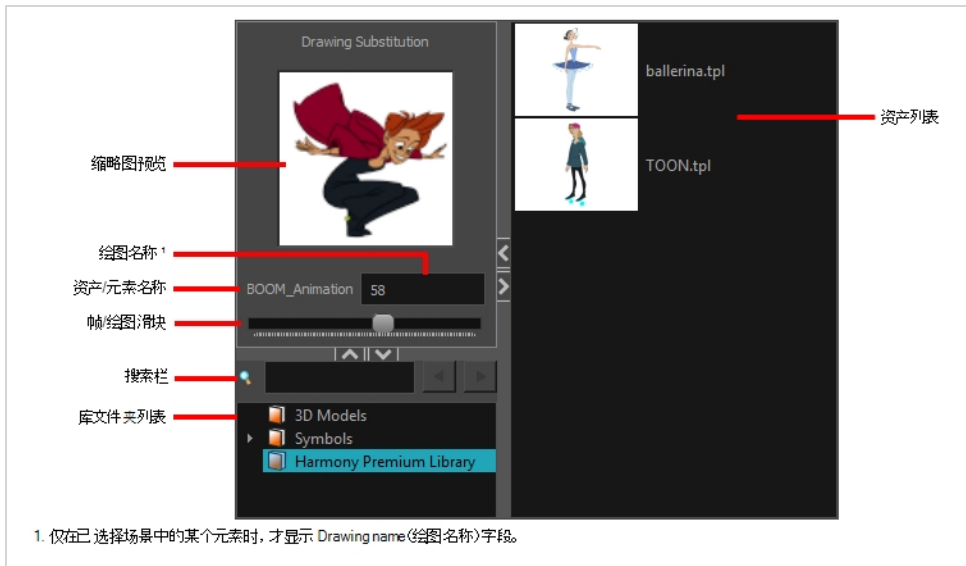 Drawing Substitution
ballerina.tpl
资产列表
缩略图预览
TOON.tpl
绘图名称 1
资产/元素名称
BOOM_Animation 58
帧/绘图滑块
搜索栏
库文件夹列表
3D Models
Symbols
Harmony Premium Library
1. 仅在已选择场景中的某个元素时，才显示 Drawing name（绘图名称）字段。